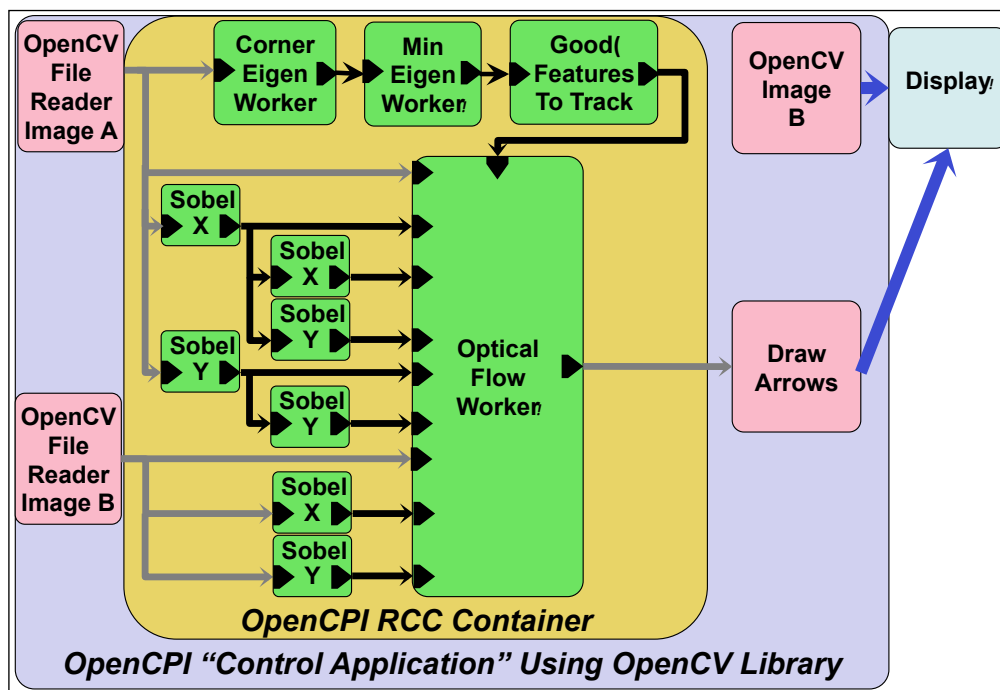 OpenCV
File
Reader
Image A
Corner
Eigen
Worker
Min
Eigen
Worker
Good(
Features
To Track
OpenCV
Image
B
Display
Sobel
X
Sobel
X
Sobel
Y
Sobel
Y
Sobel
Y
Optical
Flow
Worker
Draw
Arrows
OpenCV
File
Reader
Image B
Sobel
X
Sobel
Y
OpenCPI RCC Container
OpenCPI “Control Application” Using OpenCV Library